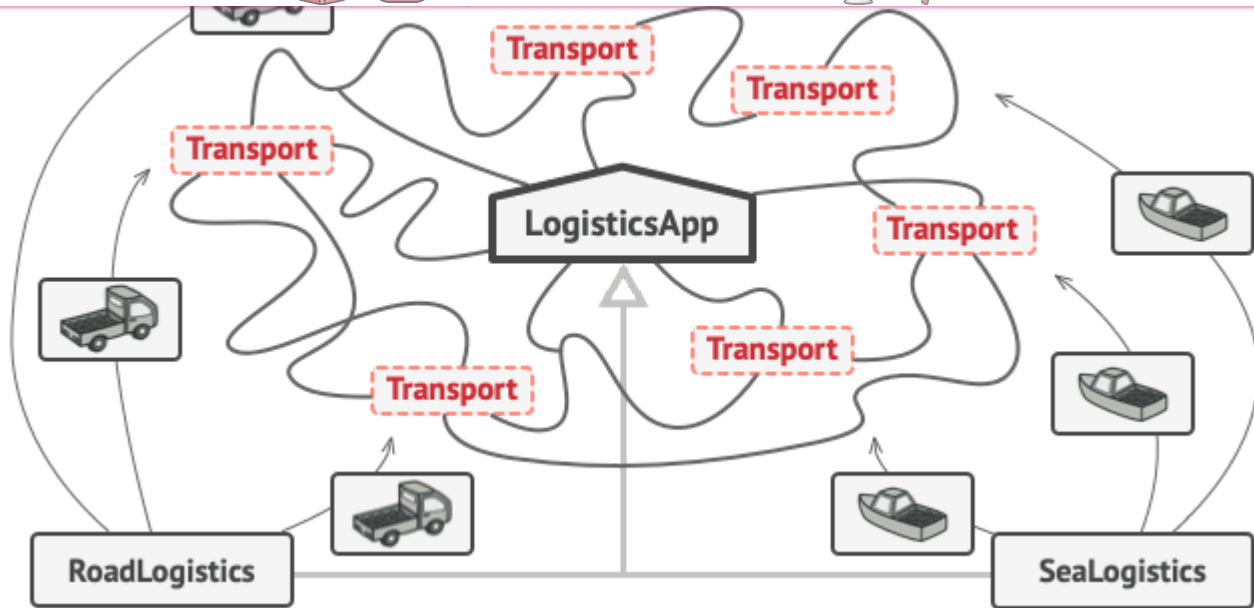 Transport
Transport
Transport
LogisticsApp
Transport
Transport
Transport
RoadLogistics
SeaLogistics